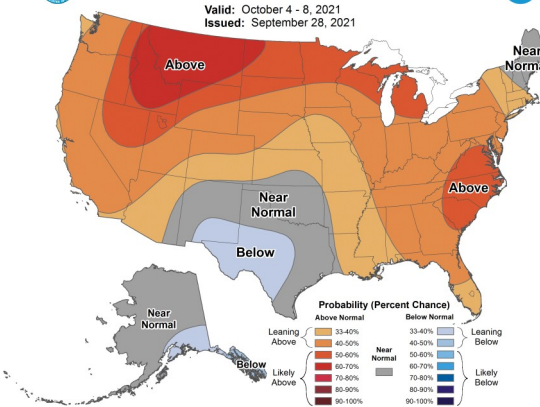 Valid: October 4 - 8, 2021
Issued: September 28, 2021
Above
Near
Near
Normal
Above
Below
Near
Normal
Below
Probability (Percent Chance)
Above Normal
Below Normal
Leaning
Above
33-40%
40-50%
Likely
Above
50-60%
60-70%
70-80%
80-90%
90-100%
Near
Normal
33-40%
40-50%
Leaning
Below
50-60%
60-70%
70-80%
80-90%
90-100%
Likely
Below